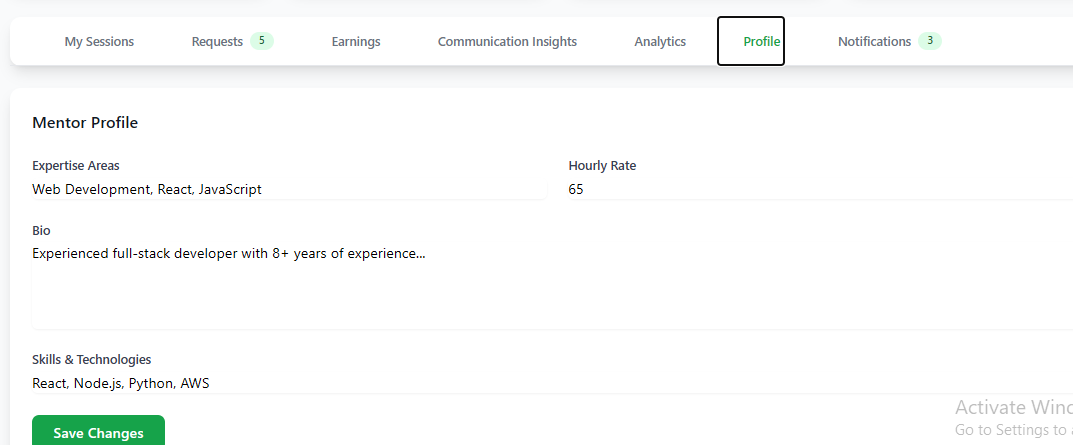 My Sessions Requests 5 Earnings Communication Insights Analytics Profile Notifications 3
Mentor Profile
Expertise Areas Hourly Rate
Web Development, React, JavaScript 65
Bio
Experienced full-stack developer with 8+ years of experience...
Skills & Technologies
React, Node.js, Python, AWS
Activate Wind
Save Changes Go to Settings to a